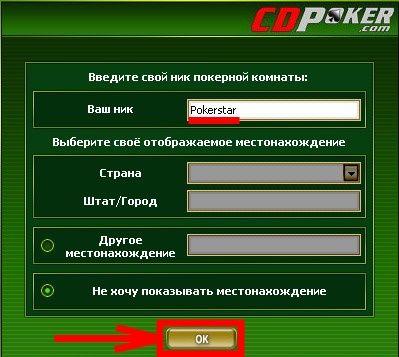 CDPOKER
.com
Введите свой ник покерной комнаты:
Ваш ник
Pokerstar
Выберите своё отображаемое местонахождение
Страна
Штат/Город
Другое
местонахождение
Не хочу показывать местонахождение
OK